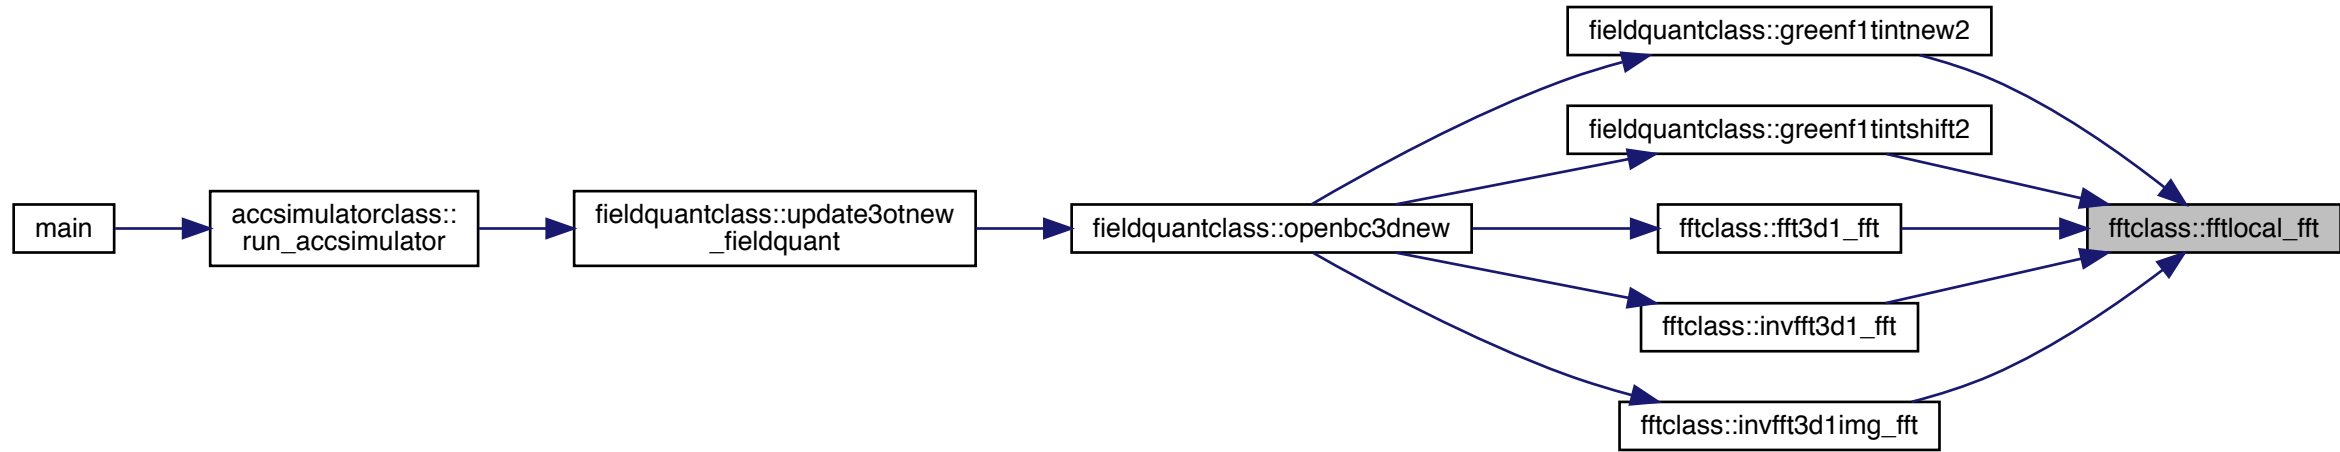 main
accsimulatorclass::
run_accsimulator
fieldquantclass::update3otnew
_fieldquant
fieldquantclass::openbc3dnew
fieldquantclass::greenf1tintnew2
fieldquantclass::greenf1tintshift2
fftclass::fft3d1_fft
fftclass::invfft3d1_fft
fftclass::invfft3d1img_fft
fftclass::fftlocal_fft